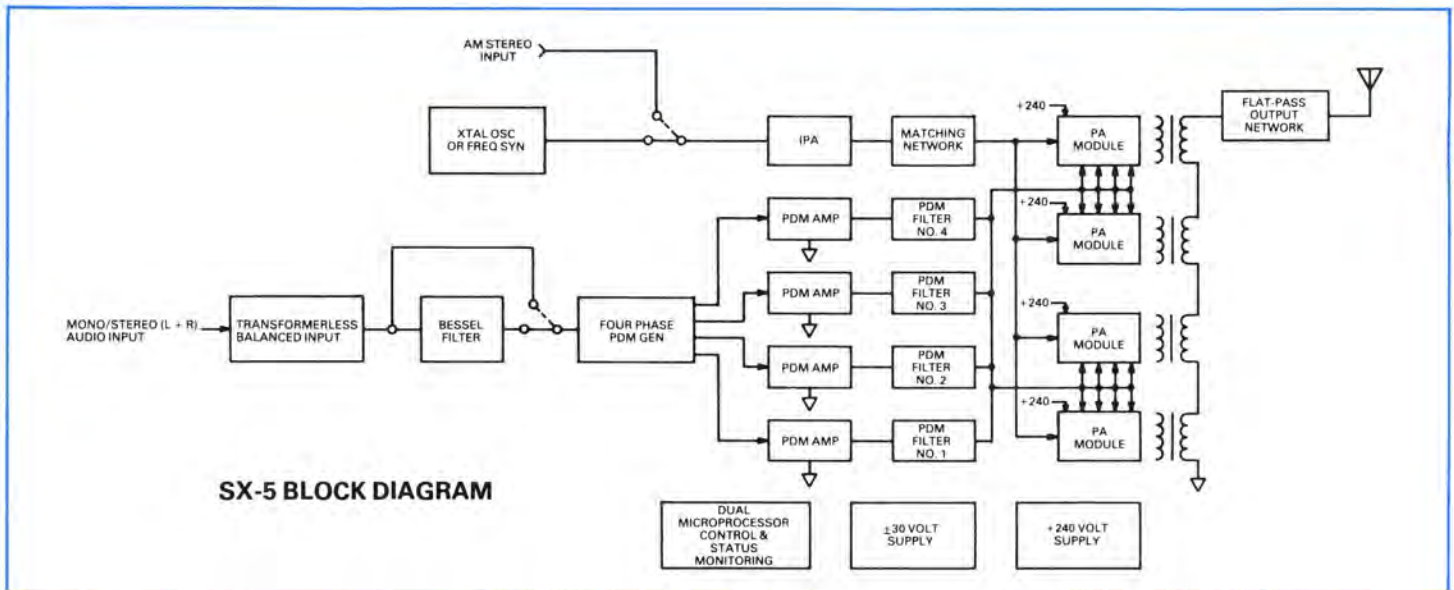 AM STEREO
INPUT
XTAL OSC
OR FREQ SYN
IPA
MATCHING
NETWORK
+240
PA
MODULE
FLAT-PASS
OUTPUT
NETWORK
PDM AMP
PDM
FILTER
NO. 4
+240
PA
MODULE
MONO/STEREO (L + R)
AUDIO INPUT
TRANSFORMERLESS
BALANCED INPUT
BESSEL
FILTER
FOUR PHASE
PDM GEN
PDM AMP
PDM
FILTER
NO. 3
PDM AMP
PDM
FILTER
NO. 2
+240
PA
MODULE
PDM AMP
PDM
FILTER
NO. 1
+240
PA
MODULE
SX-5 BLOCK DIAGRAM
DUAL
MICROPROCESSOR
CONTROL &
STATUS
MONITORING
±30 VOLT
SUPPLY
+240 VOLT
SUPPLY